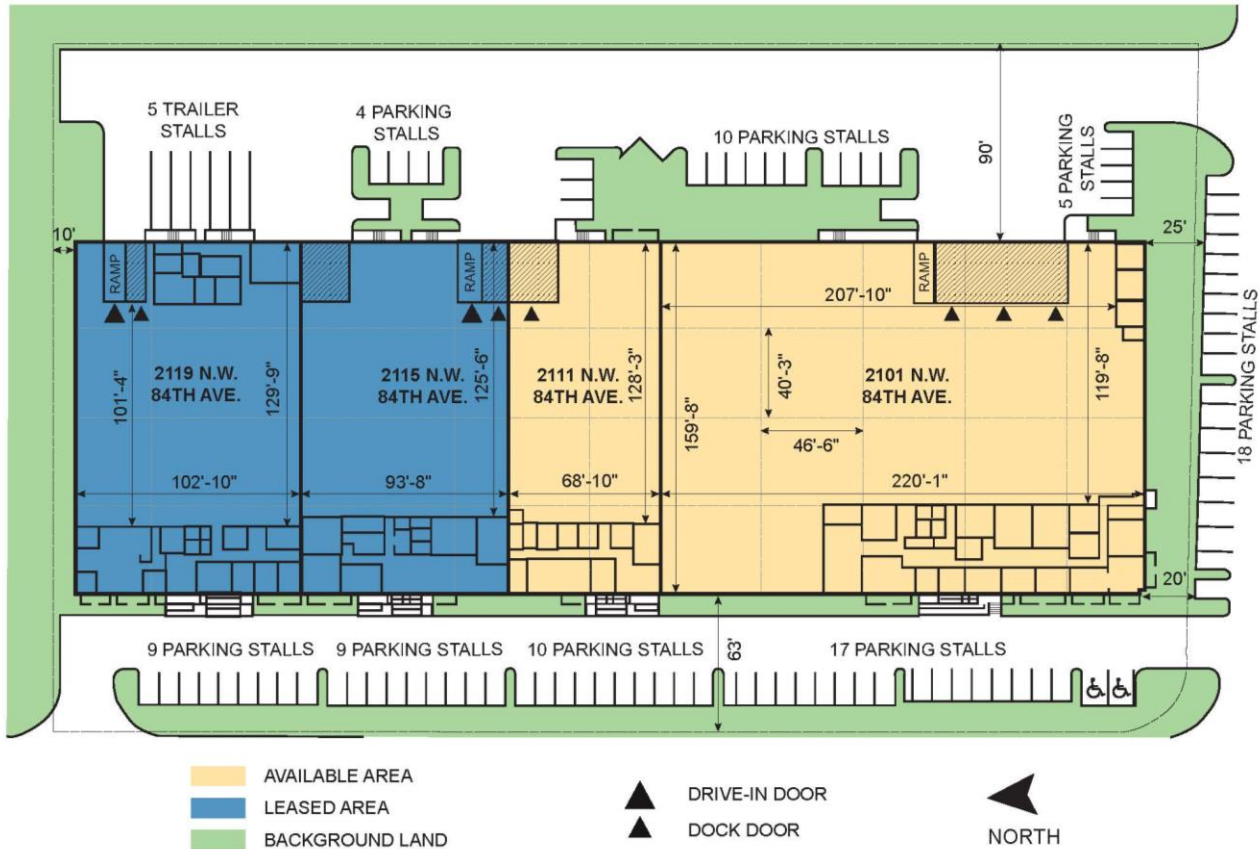 5 TRAILER
STALLS
4 PARKING
STALLS
10 PARKING STALLS
90'
5 PARKING
STALLS
10'
25'
RAMP
RAMP
RAMP
207'-10"
2119 N.W.
84TH AVE.
2115 N.W.
84TH AVE.
2111 N.W.
84TH AVE.
2101 N.W.
84TH AVE.
101'-4"
129'-9"
125'-6"
128'-3"
159'-8"
40'-3"
46'-6"
119'-8"
18 PARKING STALLS
102'-10"
93'-8"
68'-10"
220'-1"
20'
63'
9 PARKING STALLS
9 PARKING STALLS
10 PARKING STALLS
17 PARKING STALLS
AVAILABLE AREA
LEASED AREA
BACKGROUND LAND
DRIVE-IN DOOR
DOCK DOOR
NORTH